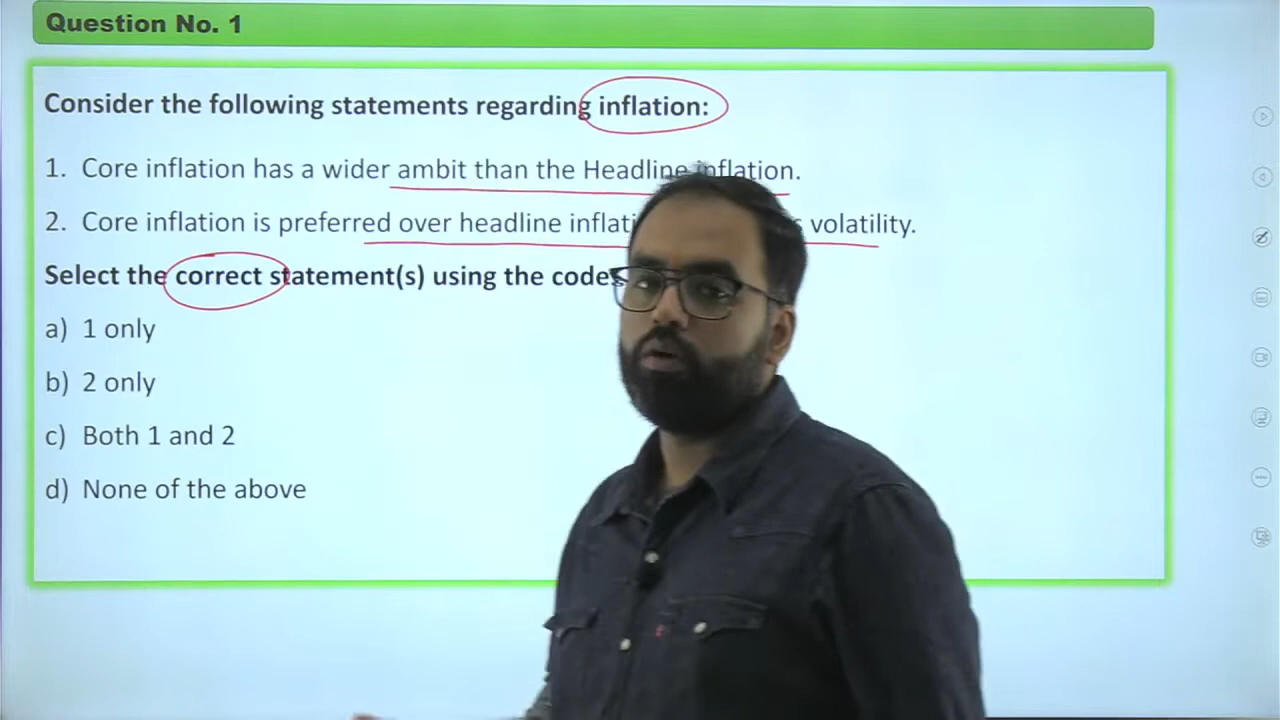 Question No. 1
Consider the following statements regarding inflation:
1. Core inflation has a wider ambit than the Headline inflation.
2. Core inflation is preferred over headline volatility.
Select the correct statement(s) using the
a) 1 only
b) 2 only
c) Both 1 and 2
d) None of the above